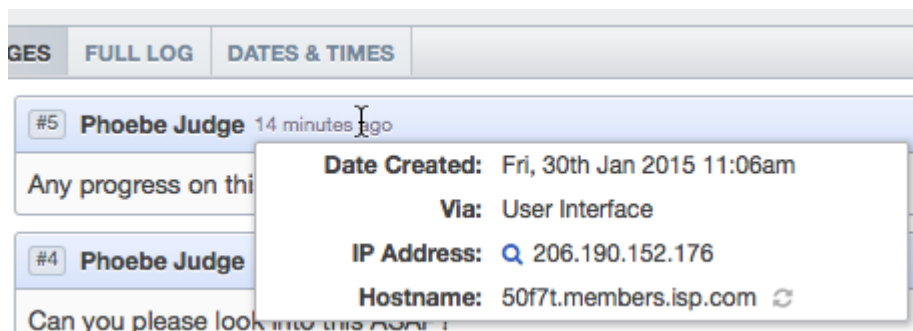 GES FULL LOG DATES & TIMES
#5 Phoebe Judge 14 minutes ago
Date Created: Fri, 30th Jan 2015 11:06am
Any progress on thi
Via: User Interface
#4 Phoebe Judge
IP Address: 206.190.152.176
Hostname: 50f7t.members.isp.com
Can you please look into this ASAP?